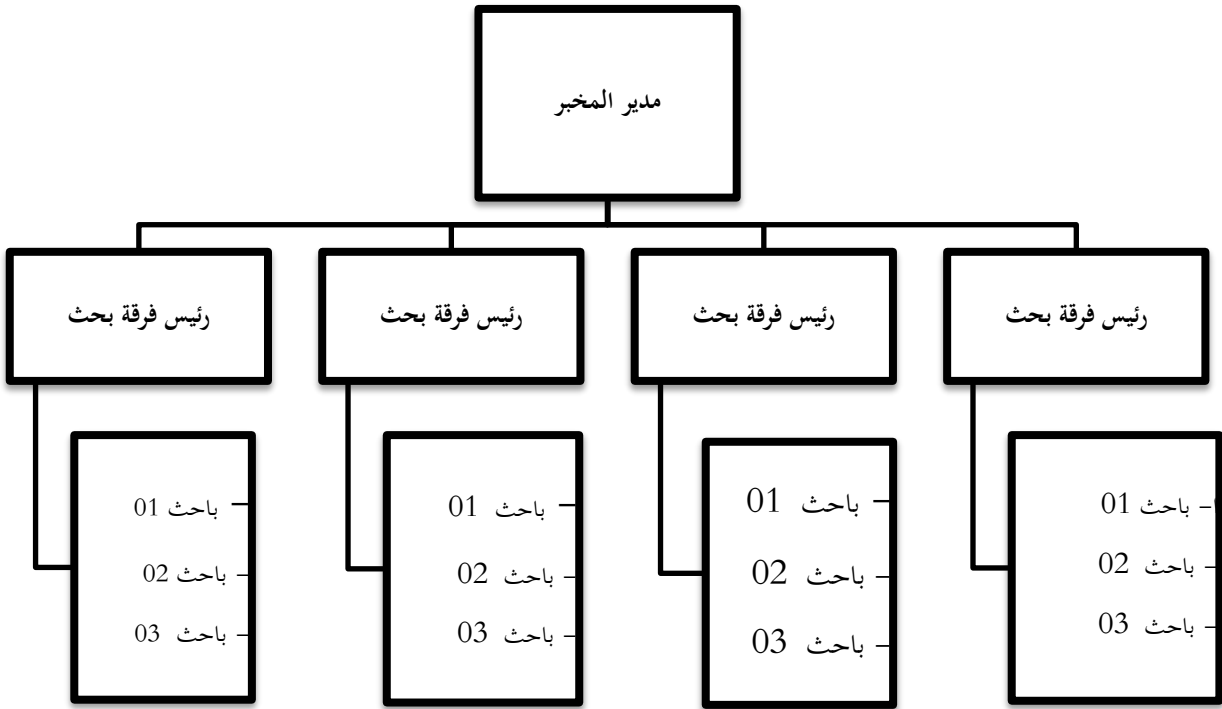 مدير المخبر
رئيس فرقة بحث
رئيس فرقة بحث
رئيس فرقة بحث
رئيس فرقة بحث
- باحث 01
- باحث 02
- باحث 03
- باحث 01
- باحث 02
- باحث 03
- باحث 01
- باحث 02
- باحث 03
- باحث 01
- باحث 02
- باحث 03